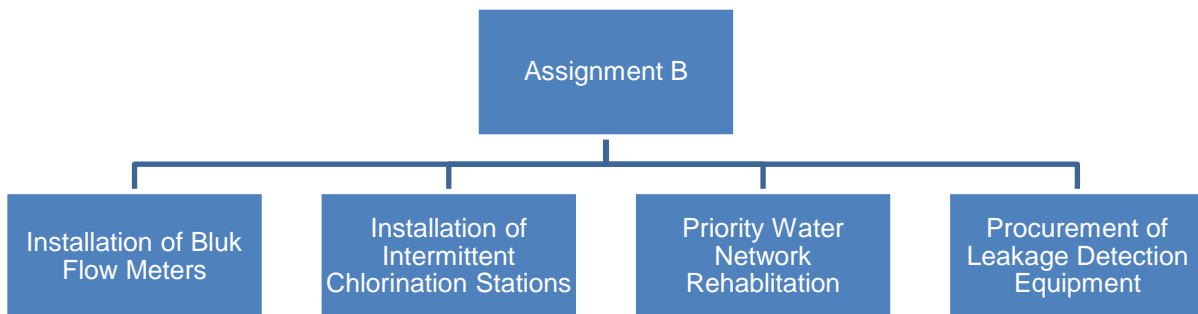 Assignment B
Installation of Bluk
Flow Meters
Installation of
Intermittent
Chlorination Stations
Priority Water
Network
Rehablitation
Procurement of
Leakage Detection
Equipment